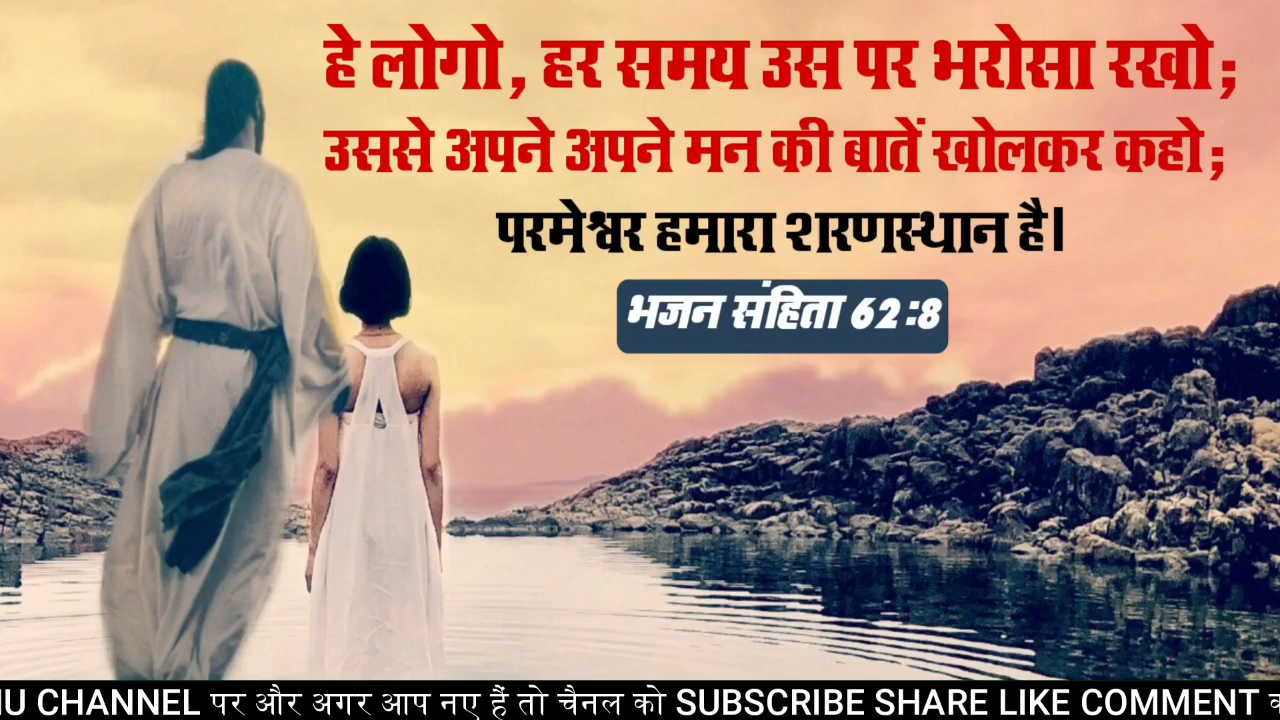 हे लोगो, हर समय उस पर भरोसा रखो;
उससे अपने अपने मन की बातें खोलकर कहो;
परमेश्वर हमारा शरणस्थान है।
भजन संहिता 62:8
CHANNEL पर और अगर आप नए हैं तो चैनल को SUBSCRIBE SHARE LIKE COMMENT